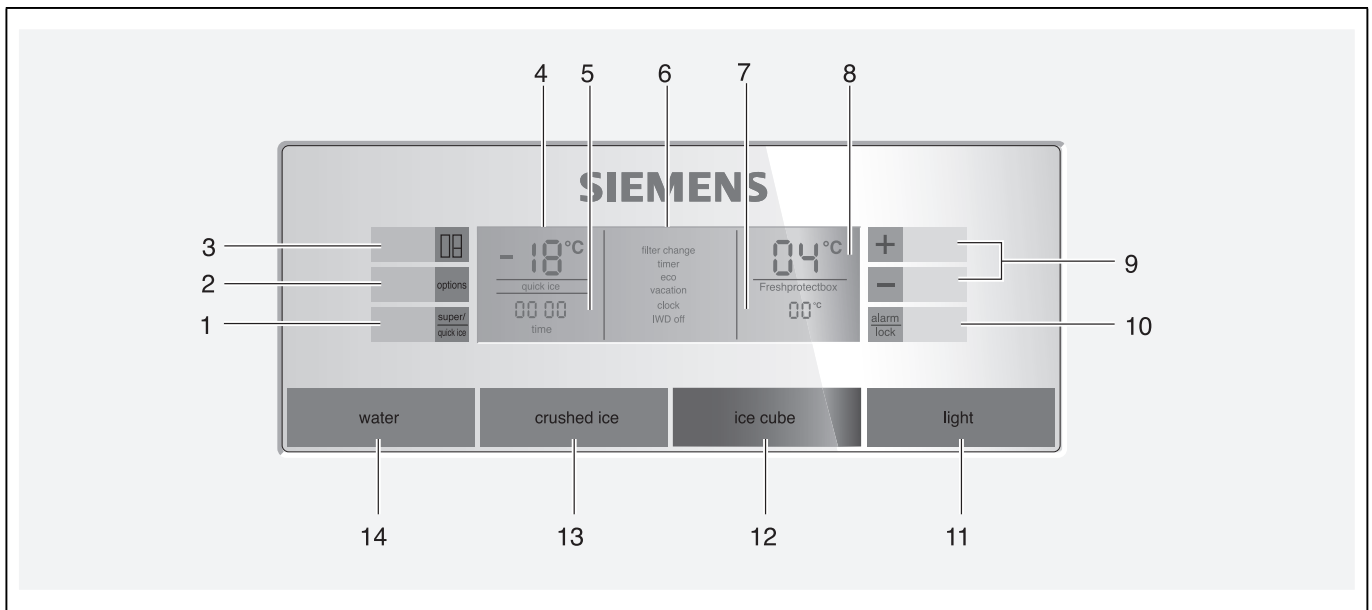 4 5 6 7 8
SIEMENS
3
2 options
1 super/
quick ice
-18°C
quick ice
00 00
time
filter change
timer
eco
vacation
clock
IWD off
04°C
Freshprotectbox
00°C
+
−
9
alarm
lock
10
water crushed ice ice cube light
14 13 12 11